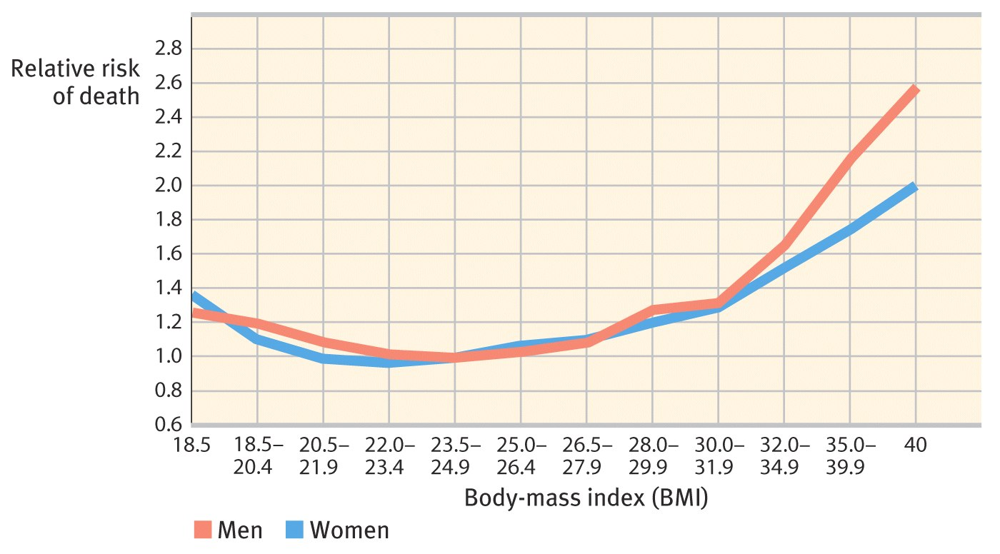 Relative risk
of death
2.8
2.6
2.4
2.2
2.0
1.8
1.6
1.4
1.2
1.0
0.8
0.6
18.5 18.5– 20.5– 22.0– 23.5– 25.0– 26.5– 28.0– 30.0– 32.0– 35.0– 40
20.4 21.9 23.4 24.9 26.4 27.9 29.9 31.9 34.9 39.9
Body-mass index (BMI)
Men Women